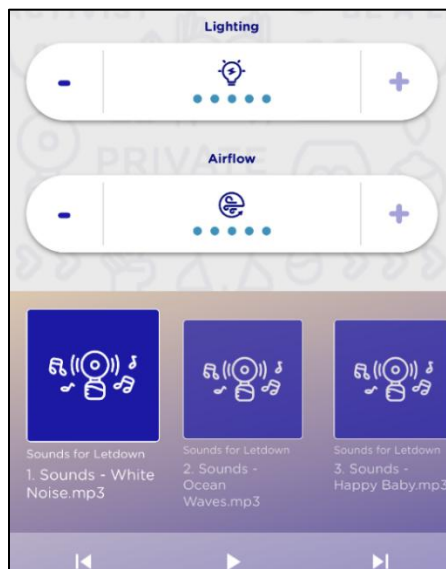 Lighting
-
+
PRIVATE
Airflow
-
+
Sounds for Letdown
1. Sounds - White
Noise.mp3
Sounds for Letdown
2. Sounds -
Ocean
Waves.mp3
Sounds for Letdown
3. Sounds -
Happy Baby.mp3